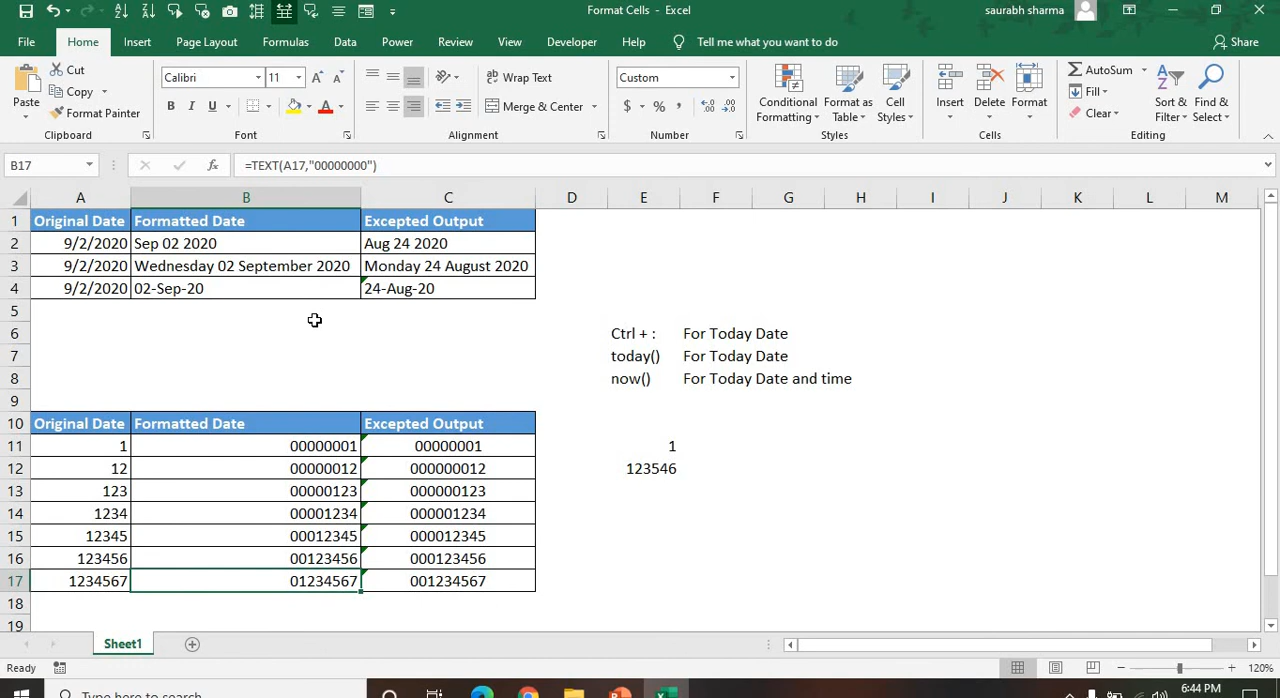 Format Cells - Excel
saurabh sharma
File Home Insert Page Layout Formulas Data Power Review View Developer Help Tell me what you want to do Share
Paste
Cut
Copy
Format Painter
Clipboard
Calibri 11
B I U
Font
Wrap Text
Merge & Center
Alignment
Custom
$ % ,
Number
Conditional Formatting
Format as Table
Cell Styles
Styles
Insert Delete Format
Cells
AutoSum
Fill
Clear
Sort & Filter
Find & Select
Editing
B17 fx =TEXT(A17,"00000000")
A B C D E F G H I J K L M
1 Original Date Formatted Date Excepted Output
2 9/2/2020 Sep 02 2020 Aug 24 2020
3 9/2/2020 Wednesday 02 September 2020 Monday 24 August 2020
4 9/2/2020 02-Sep-20 24-Aug-20
5
6 Ctrl + : For Today Date
7 today() For Today Date
8 now() For Today Date and time
9
10 Original Date Formatted Date Excepted Output
11 1 00000001 00000001 1
12 12 00000012 000000012 123546
13 123 00000123 000000123
14 1234 00001234 000001234
15 12345 00012345 000012345
16 123456 00123456 000123456
17 1234567 01234567 001234567
18
19
Sheet1
Ready 120%
Type here to search 6:44 PM